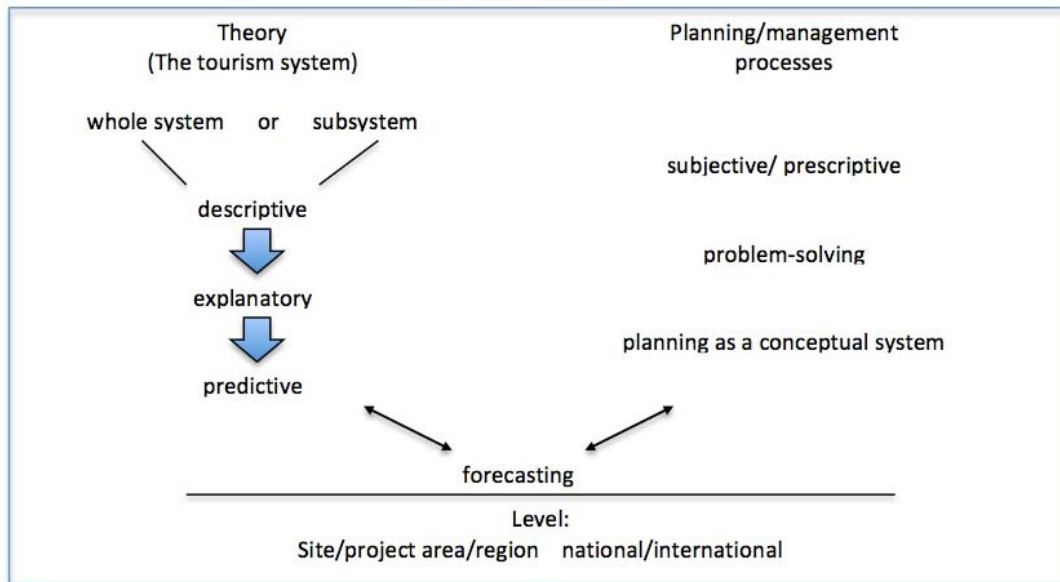 Theory
(The tourism system)
whole system or subsystem
descriptive
explanatory
predictive
Planning/management
processes
subjective/ prescriptive
problem-solving
planning as a conceptual system
forecasting
Level:
Site/project area/region national/international